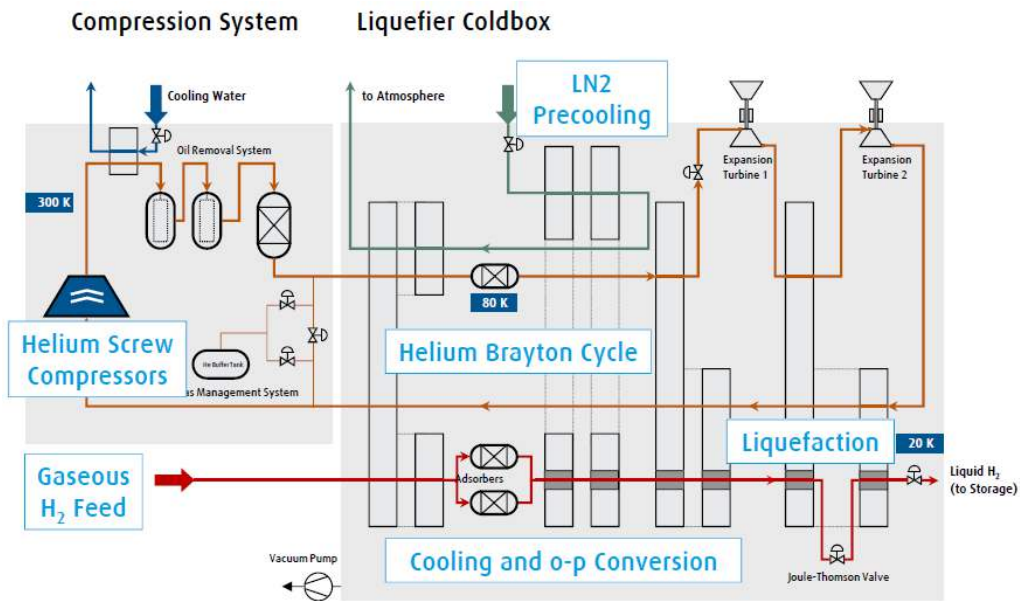 Compression System
Liquefier Coldbox
Cooling Water
to Atmosphere
LN2
Precooling
Oil Removal System
Expansion
Turbine 1
Expansion
Turbine 2
300 K
80 K
Helium Screw
Compressors
He Buffer Tank
as Management System
Helium Brayton Cycle
Liquefaction
20 K
Gaseous
H₂ Feed
Adsorbers
Liquid H₂
(to Storage)
Cooling and o-p Conversion
Vacuum Pump
Joule-Thomson Valve